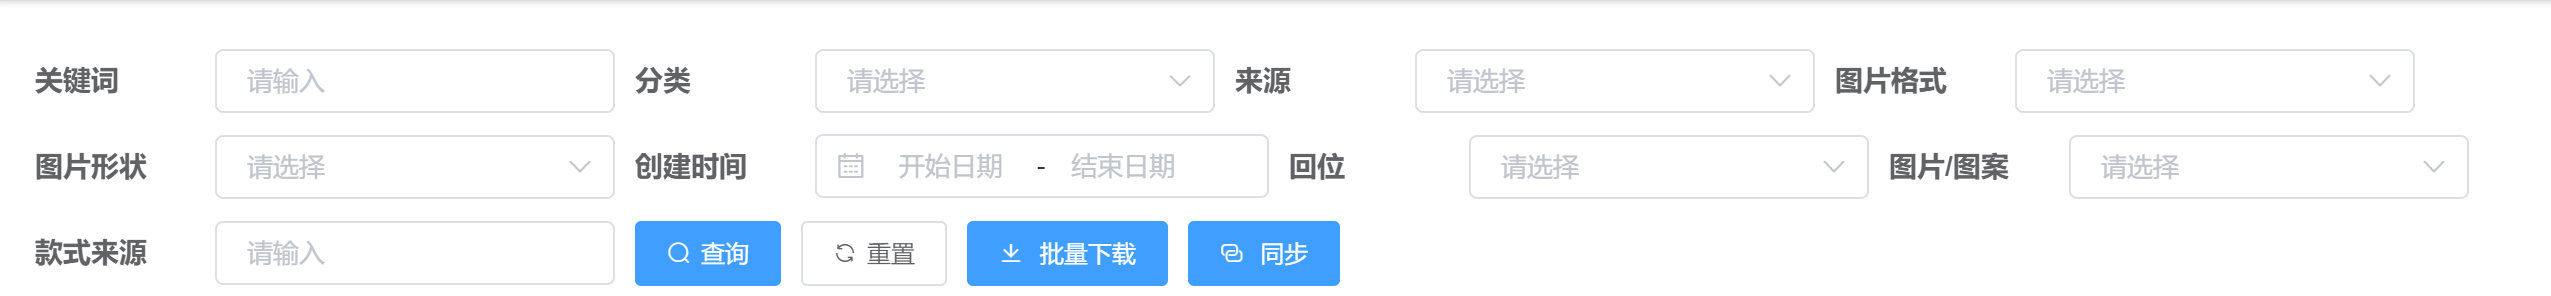 关键词 请输入 分类 请选择 来源 请选择 图片格式 请选择
图片形状 请选择 创建时间 开始日期 - 结束日期 回位 请选择 图片/图案 请选择
款式来源 请输入 查询 重置 批量下载 同步